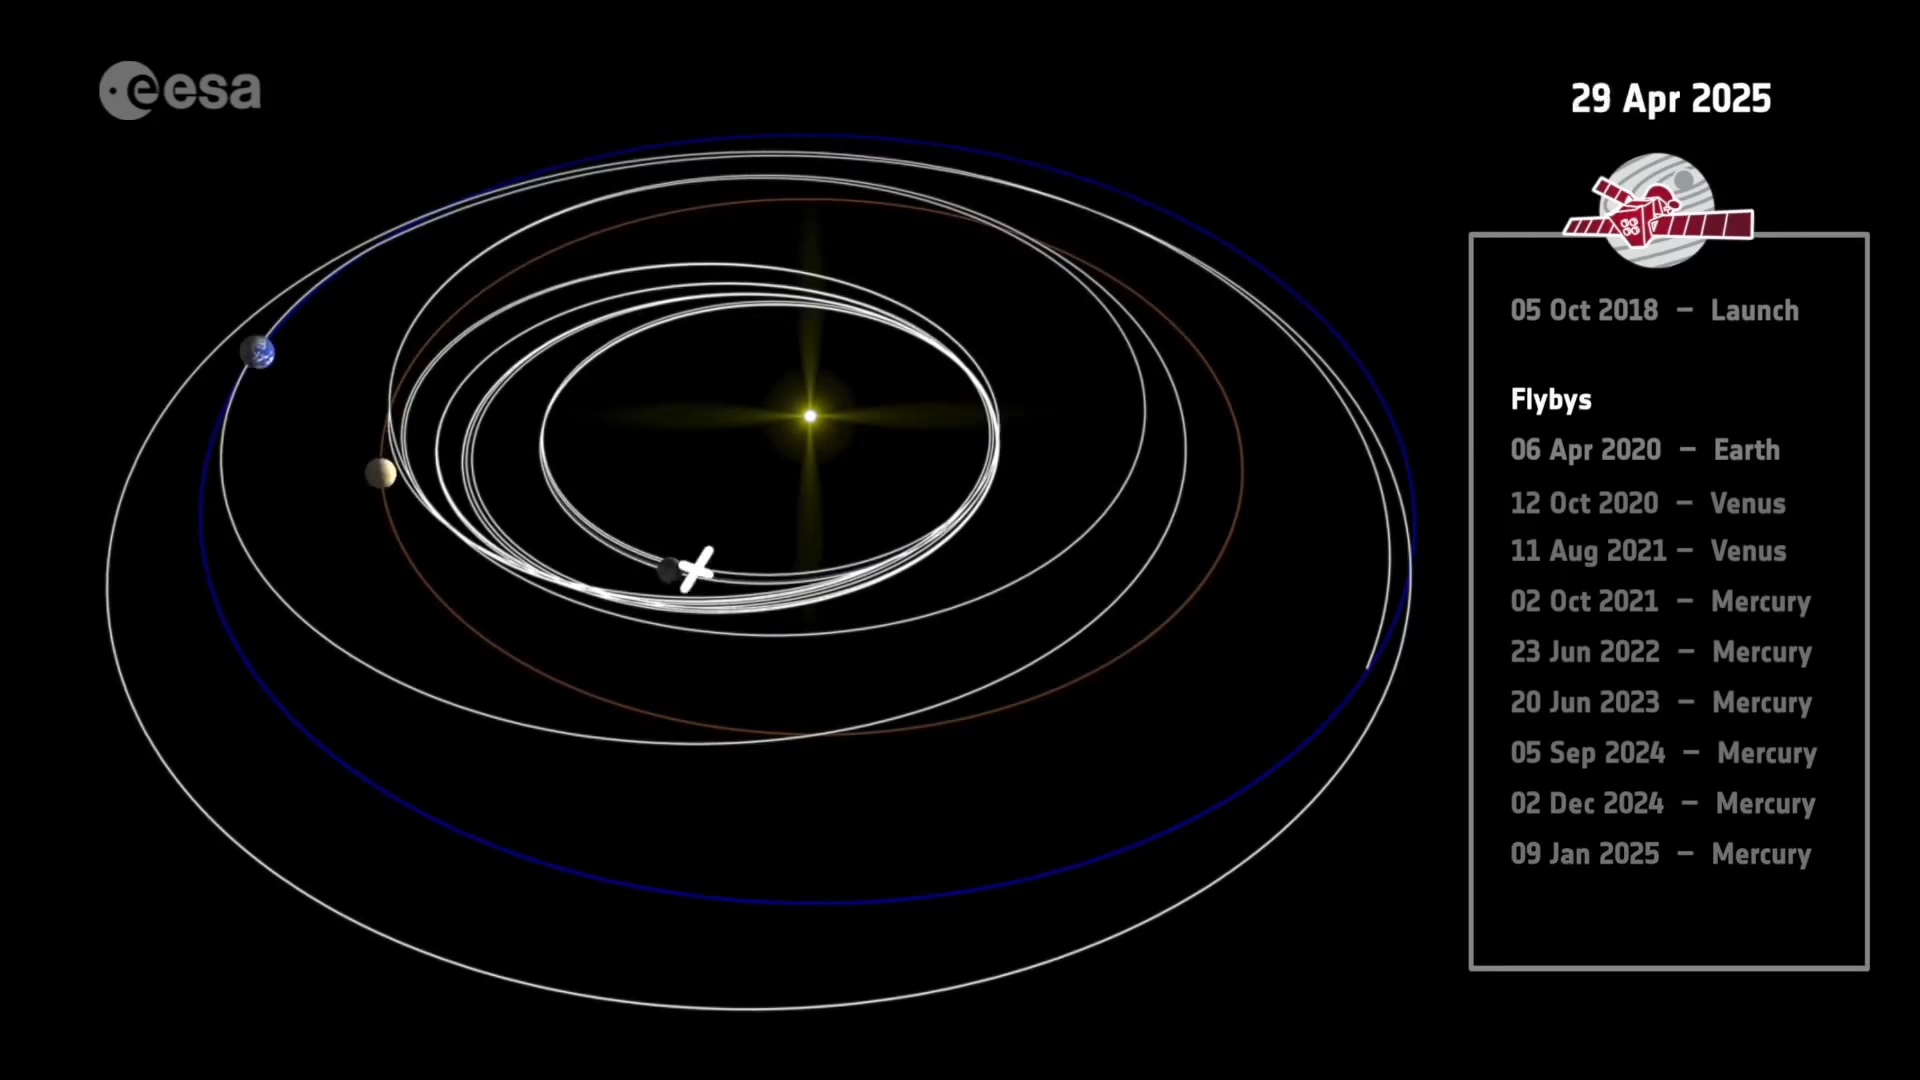 esa
29 Apr 2025
05 Oct 2018 – Launch
Flybys
06 Apr 2020 – Earth
12 Oct 2020 – Venus
11 Aug 2021 – Venus
02 Oct 2021 – Mercury
23 Jun 2022 – Mercury
20 Jun 2023 – Mercury
05 Sep 2024 – Mercury
02 Dec 2024 – Mercury
09 Jan 2025 – Mercury